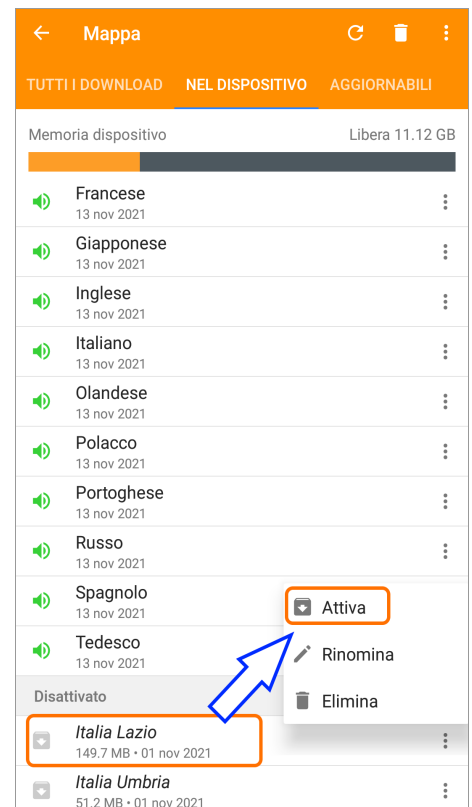 Mappa
TUTTI I DOWNLOAD NEL DISPOSITIVO AGGIORNABILI
Memoria dispositivo Libera 11.12 GB
Francese
13 nov 2021
Giapponese
13 nov 2021
Inglese
13 nov 2021
Italiano
13 nov 2021
Olandese
13 nov 2021
Polacco
13 nov 2021
Portoghese
13 nov 2021
Russo
13 nov 2021
Spagnolo
13 nov 2021
Tedesco
13 nov 2021
Attiva
Rinomina
Elimina
Disattivato
Italia Lazio
149.7 MB • 01 nov 2021
Italia Umbria
51.2 MB • 01 nov 2021